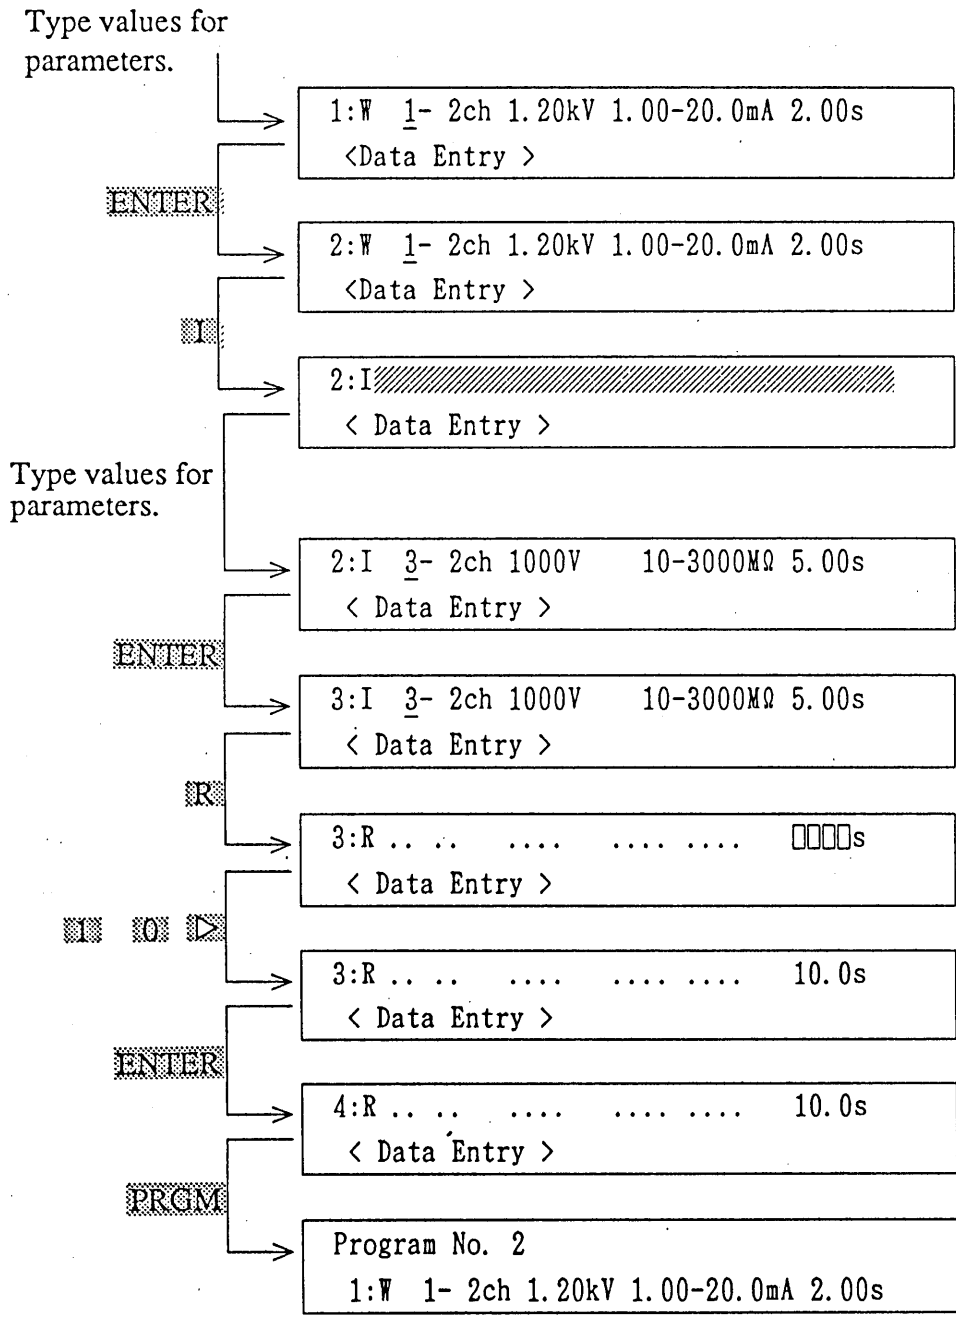 Type values for
parameters.
1:W 1- 2ch 1.20kV 1.00-20.0mA 2.00s
<Data Entry >
ENTER
2:W 1- 2ch 1.20kV 1.00-20.0mA 2.00s
<Data Entry >
I
2:I
< Data Entry >
Type values for
parameters.
2:I 3- 2ch 1000V 10-3000MΩ 5.00s
< Data Entry >
ENTER
3:I 3- 2ch 1000V 10-3000MΩ 5.00s
< Data Entry >
R
3:R .. .. .... .... .... □□□□s
< Data Entry >
1 0 ▷
3:R .. .. .... .... .... 10.0s
< Data Entry >
ENTER
4:R .. .. .... .... .... 10.0s
< Data Entry >
PRGM
Program No. 2
1:W 1- 2ch 1.20kV 1.00-20.0mA 2.00s